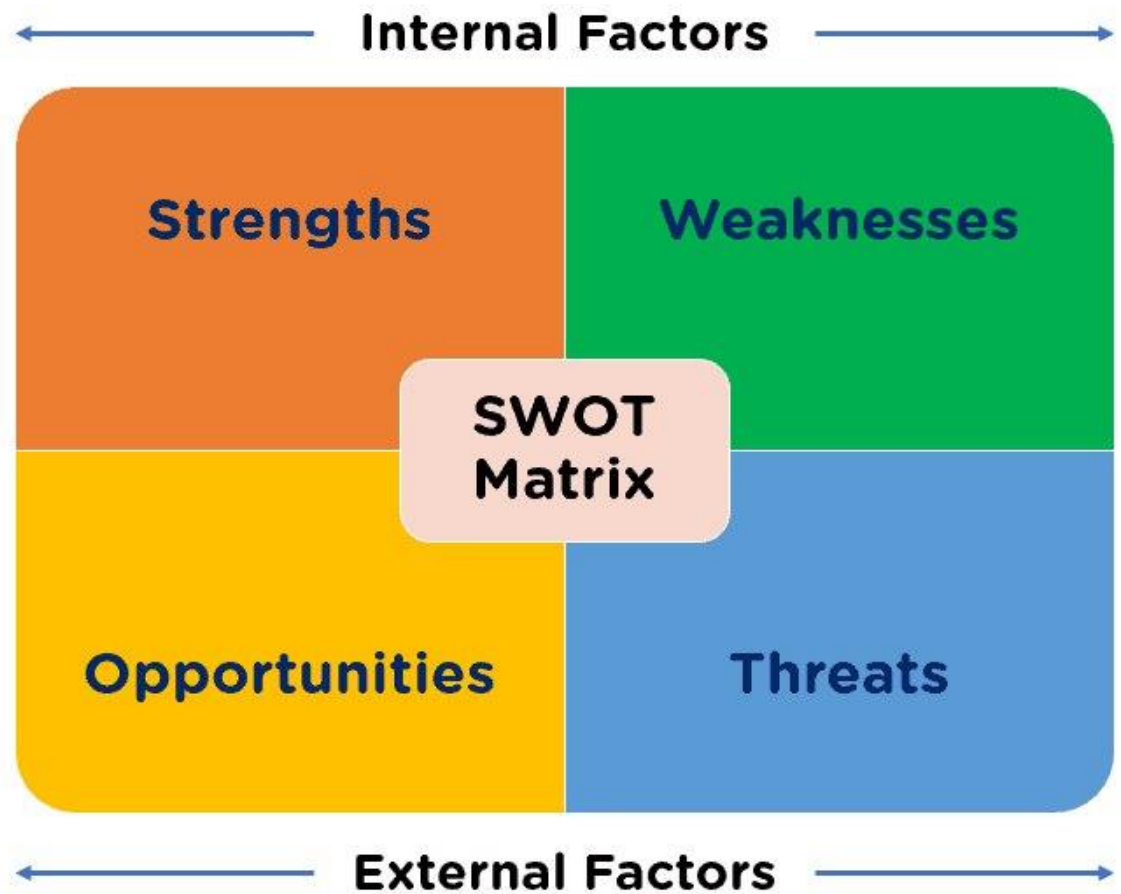 Internal Factors
Strengths
Weaknesses
SWOT
Matrix
Opportunities
Threats
External Factors